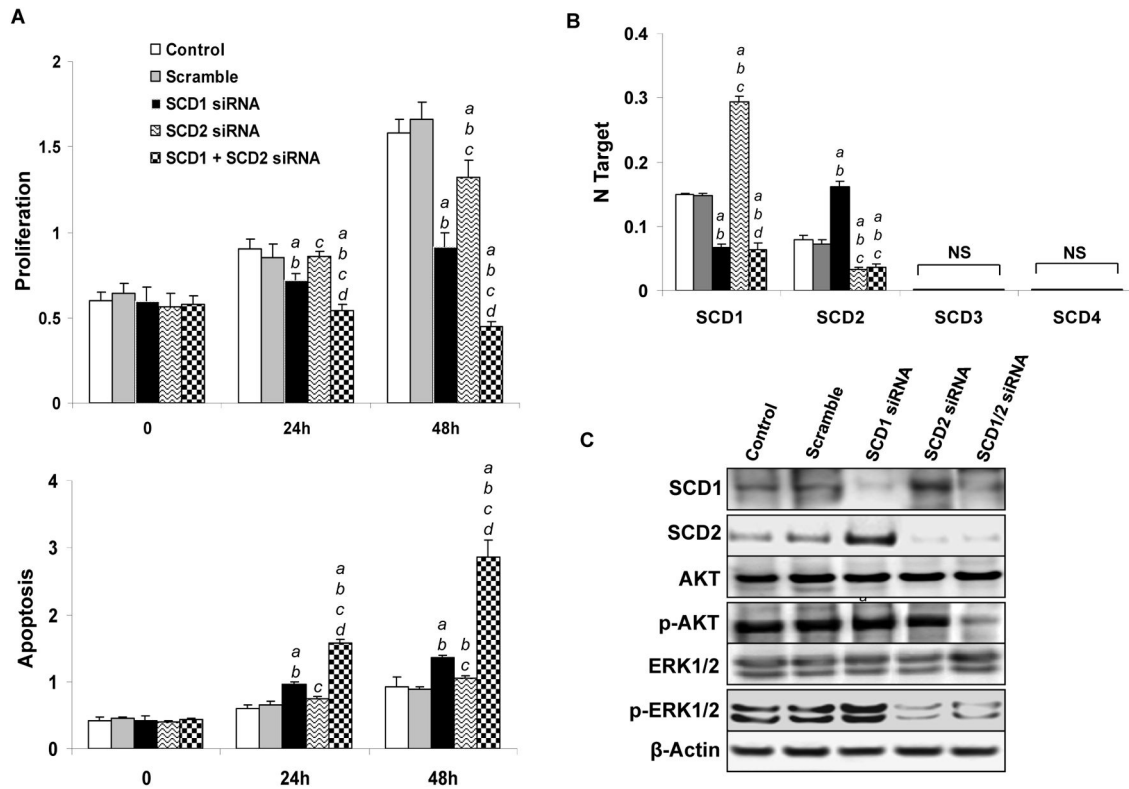 A
Control
Scramble
SCD1 siRNA
SCD2 siRNA
SCD1 + SCD2 siRNA
Proliferation
2
1.5
1
0.5
0
a
b
c
a
b
c
d
a
b
a
b
c
a
b
c
d
0
24h
48h
Apoptosis
4
3
2
1
0
a
b
c
a
b
c
d
a
b
b
c
a
b
c
d
0
24h
48h
B
N Target
0.4
0.3
0.2
0.1
0
a
b
a
b
c
a
b
d
a
b
a
b
c
a
b
c
NS
NS
SCD1
SCD2
SCD3
SCD4
C
Control
Scramble
SCD1 siRNA
SCD2 siRNA
SCD1/2 siRNA
SCD1
SCD2
AKT
p-AKT
ERK1/2
p-ERK1/2
β-Actin